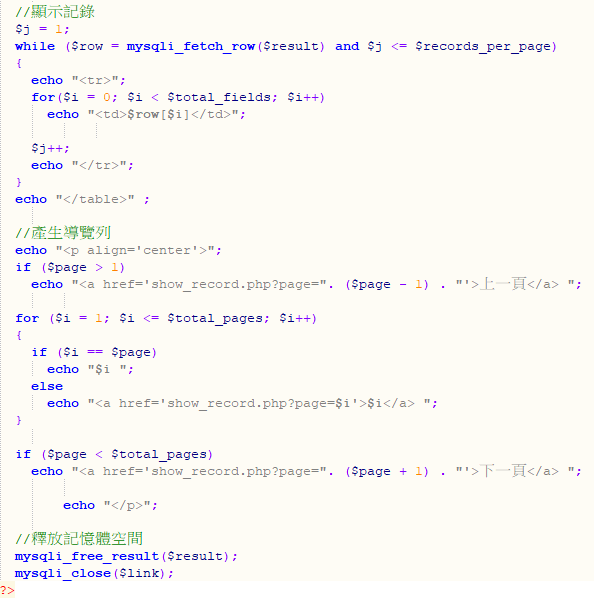 //顯示記錄
$j = 1;
while ($row = mysqli_fetch_row($result) and $j <= $records_per_page)
{
  echo "<tr>";
  for($i = 0; $i < $total_fields; $i++)
    echo "<td>$row[$i]</td>";
  $j++;
  echo "</tr>";
}
echo "</table>" ;
//產生導覽列
echo "<p align='center'>";
if ($page > 1)
  echo "<a href='show_record.php?page=". ($page - 1) . "'>上一頁</a> ";
for ($i = 1; $i <= $total_pages; $i++)
{
  if ($i == $page)
    echo "$i ";
  else
    echo "<a href='show_record.php?page=$i'>$i</a> ";
}
if ($page < $total_pages)
  echo "<a href='show_record.php?page=". ($page + 1) . "'>下一頁</a> ";
      echo "</p>";
//釋放記憶體空間
mysqli_free_result($result);
mysqli_close($link);
?>